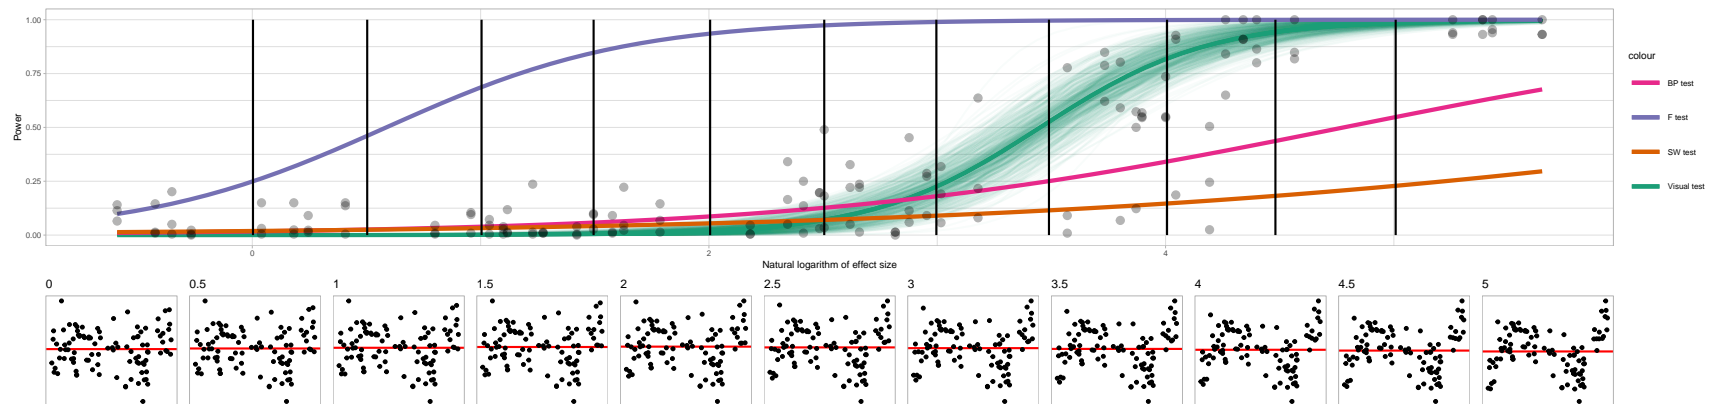 1.00
0.75
0.50
0.25
0.00
Power
0 2 4
Natural logarithm of effect size
colour
BP test
F test
SW test
Visual test
0 0.5 1 1.5 2 2.5 3 3.5 4 4.5 5